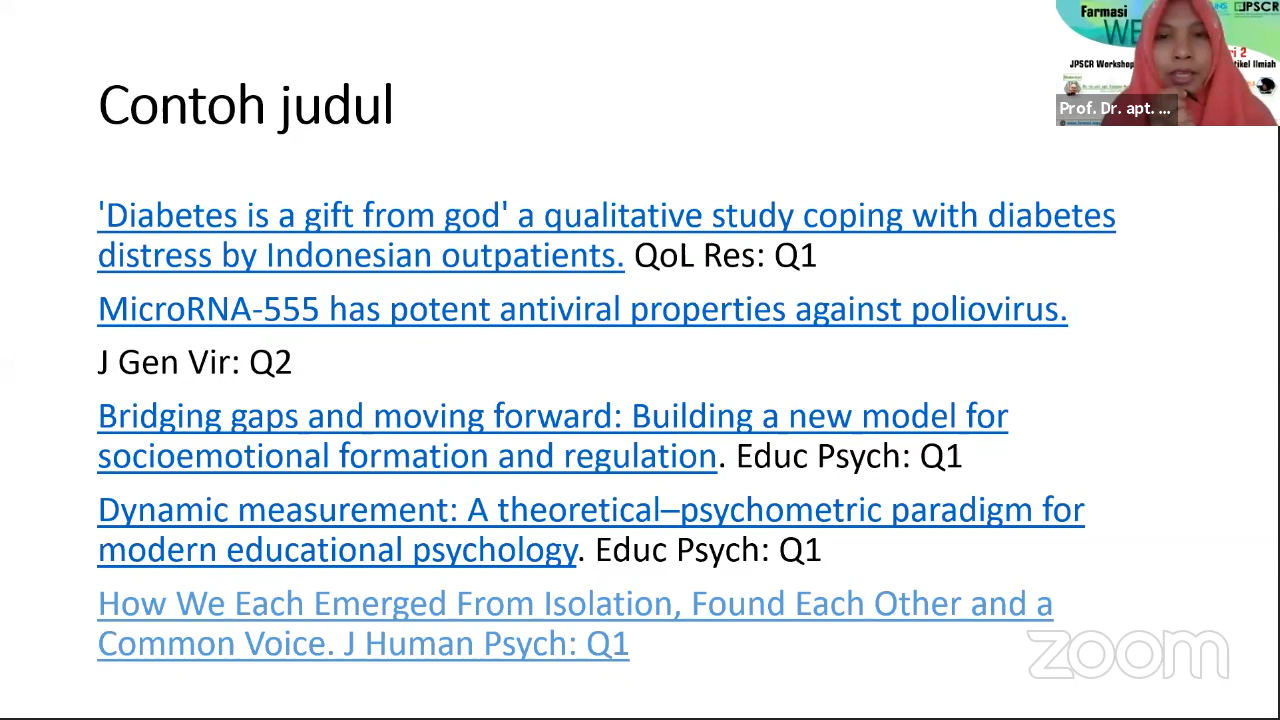 Contoh judul
'Diabetes is a gift from god' a qualitative study coping with diabetes
distress by Indonesian outpatients. QoL Res: Q1
MicroRNA-555 has potent antiviral properties against poliovirus.
J Gen Vir: Q2
Bridging gaps and moving forward: Building a new model for
socioemotional formation and regulation. Educ Psych: Q1
Dynamic measurement: A theoretical–psychometric paradigm for
modern educational psychology. Educ Psych: Q1
How We Each Emerged From Isolation, Found Each Other and a
Common Voice. J Human Psych: Q1
Farmasi
JPSCR
JPSCR Workshop
Ilmiah
Prof. Dr. apt. ...
zoom